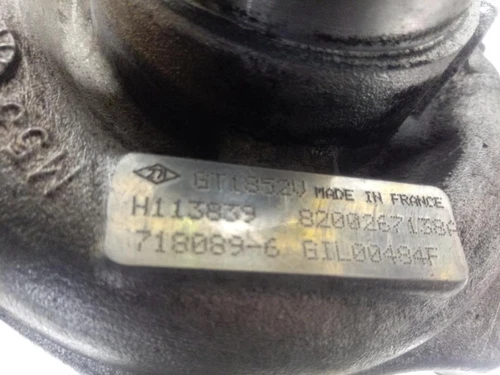 GT1852V MADE IN FRANCE
H113839 8200267138A
718089-6 GIL00484F